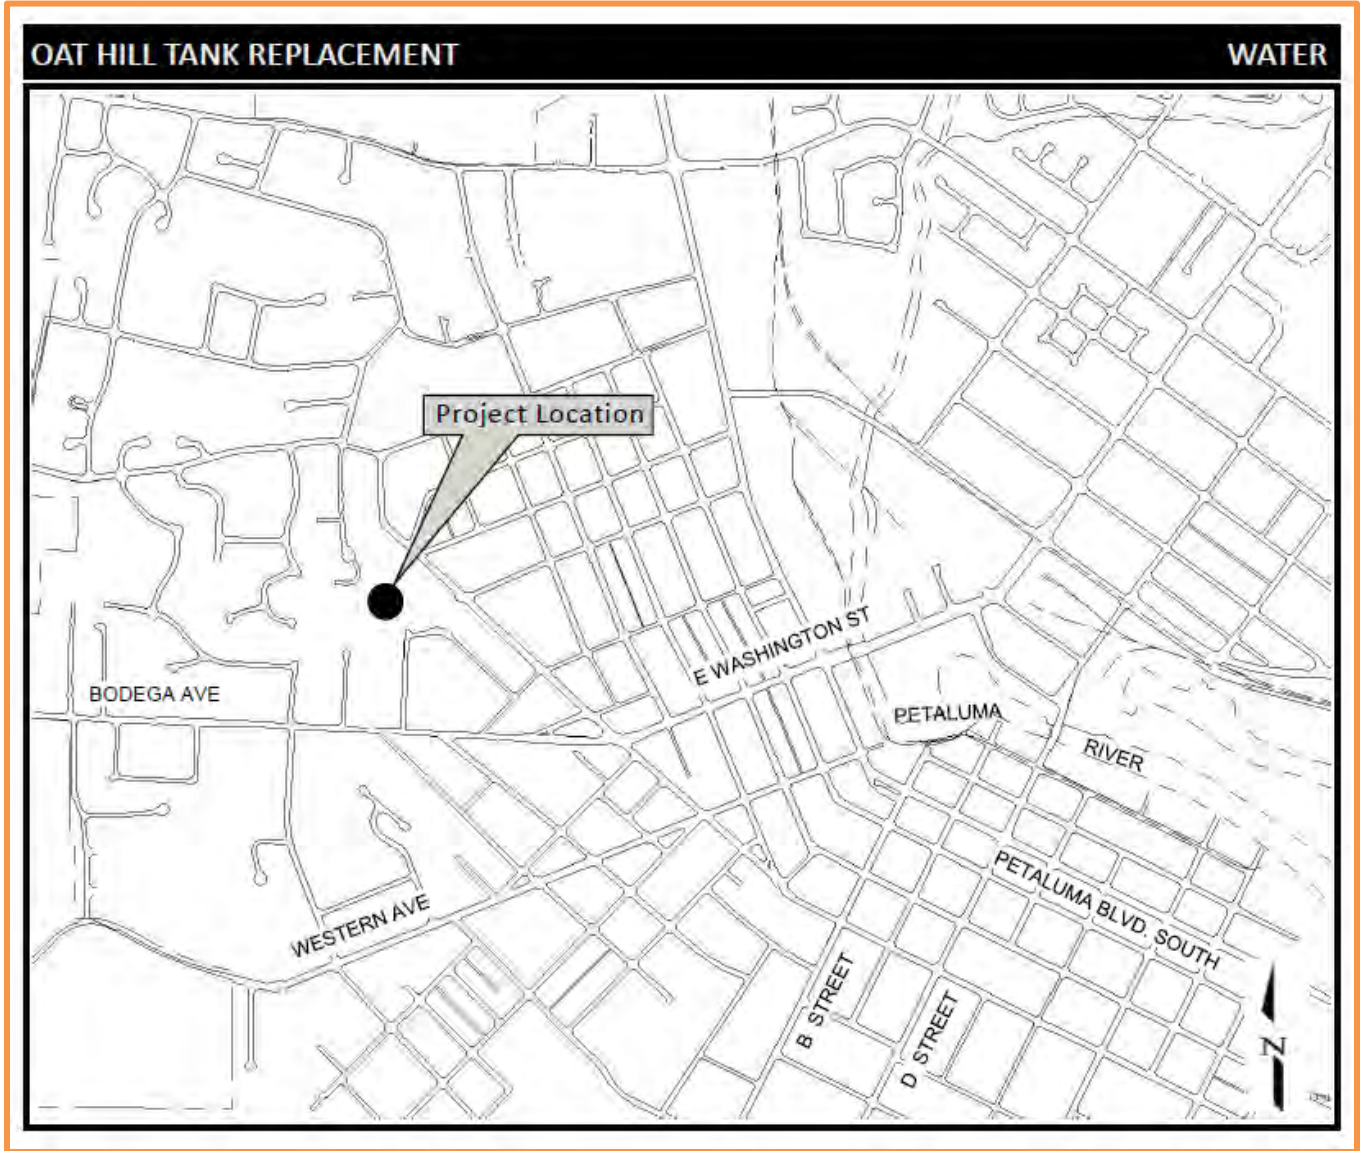 OAT HILL TANK REPLACEMENT WATER
Project Location
E WASHINGTON ST
BODEGA AVE
PETALUMA
RIVER
PETALUMA BLVD. SOUTH
WESTERN AVE
B STREET
D STREET
N